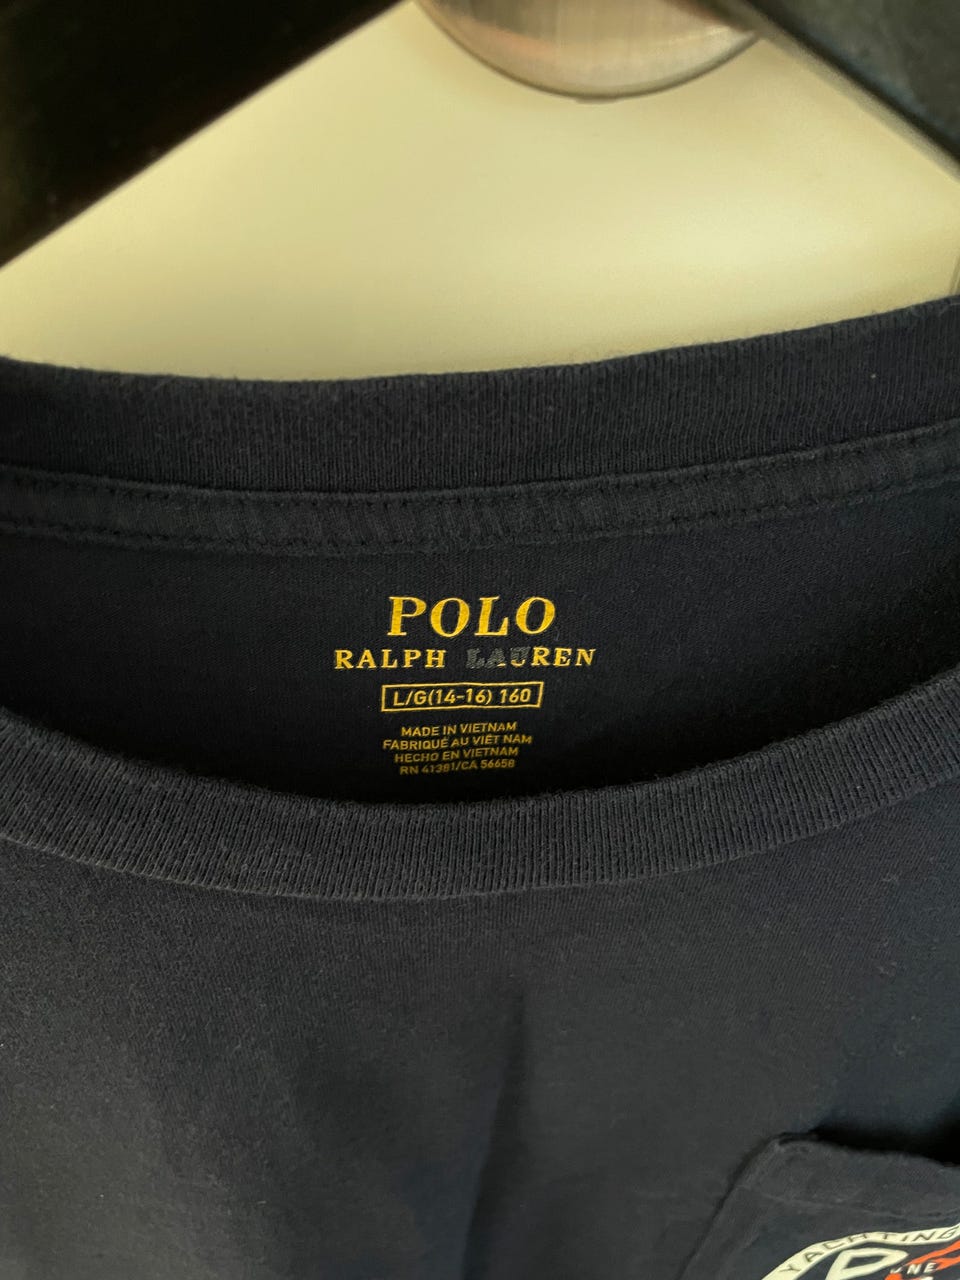 POLO
RALPH LAUREN
L/G(14-16) 160
MADE IN VIETNAM
FABRIQUÉ AU VIÊT NAM
HECHO EN VIETNAM
RN 41381/CA 56658
YACHTING